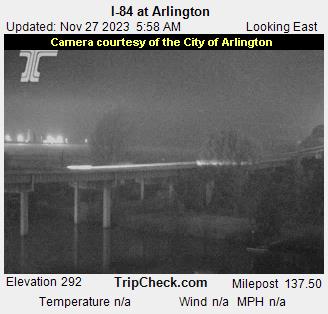 I-84 at Arlington
Updated: Nov 27 2023 5:58 AM Looking East
Camera courtesy of the City of Arlington
Elevation 292 TripCheck.com Milepost 137.50
Temperature n/a Wind n/a MPH n/a